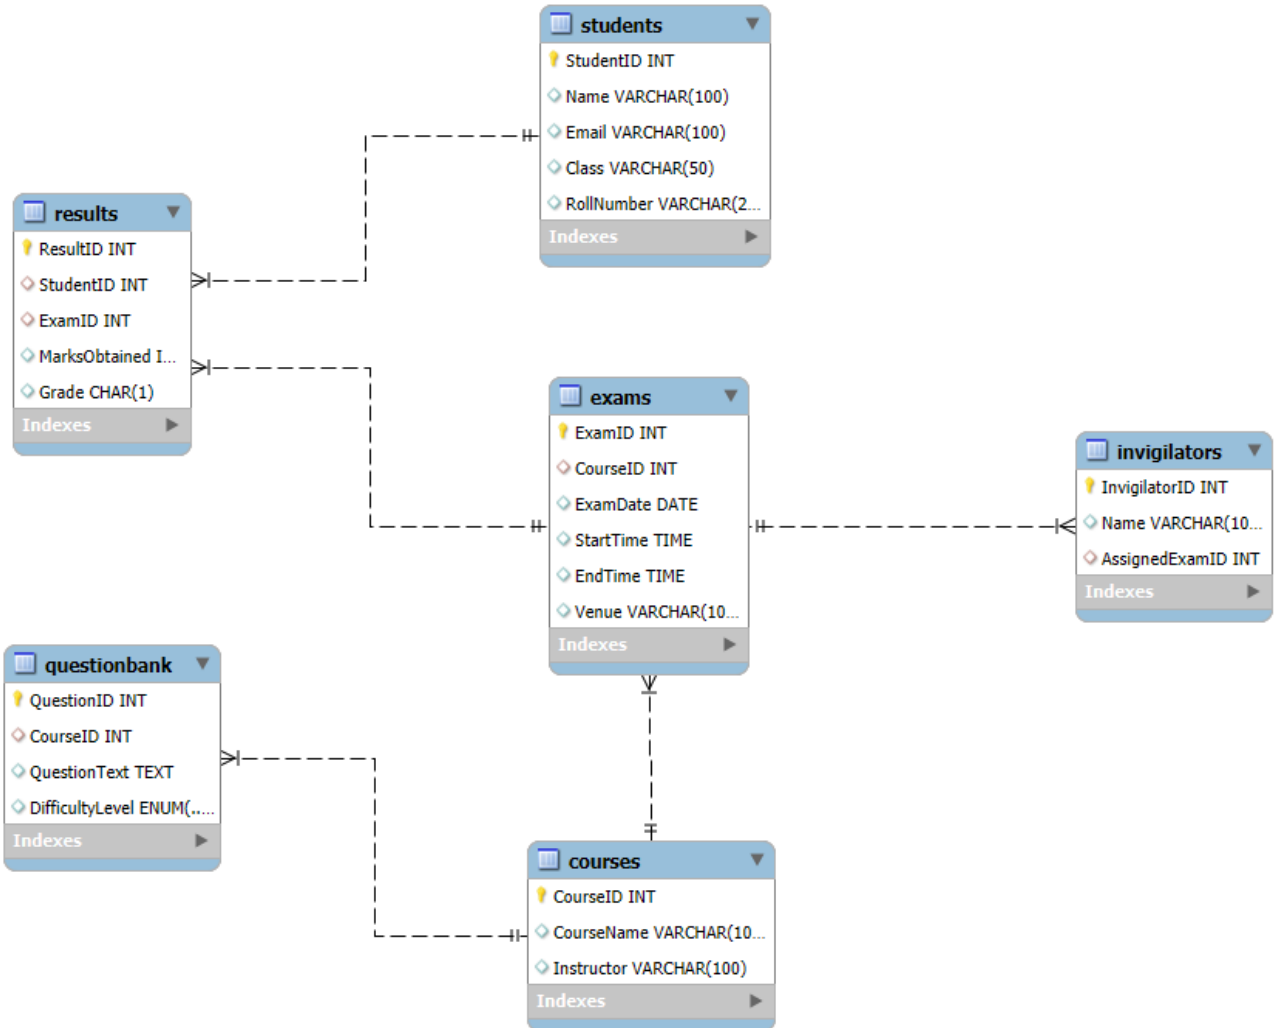 students
StudentID INT
Name VARCHAR(100)
Email VARCHAR(100)
Class VARCHAR(50)
RollNumber VARCHAR(2...
Indexes
results
ResultID INT
StudentID INT
ExamID INT
MarksObtained I...
Grade CHAR(1)
Indexes
exams
ExamID INT
CourseID INT
ExamDate DATE
StartTime TIME
EndTime TIME
Venue VARCHAR(10...
Indexes
invigilators
InvigilatorID INT
Name VARCHAR(10...
AssignedExamID INT
Indexes
questionbank
QuestionID INT
CourseID INT
QuestionText TEXT
DifficultyLevel ENUM(.....
Indexes
courses
CourseID INT
CourseName VARCHAR(10...
Instructor VARCHAR(100)
Indexes